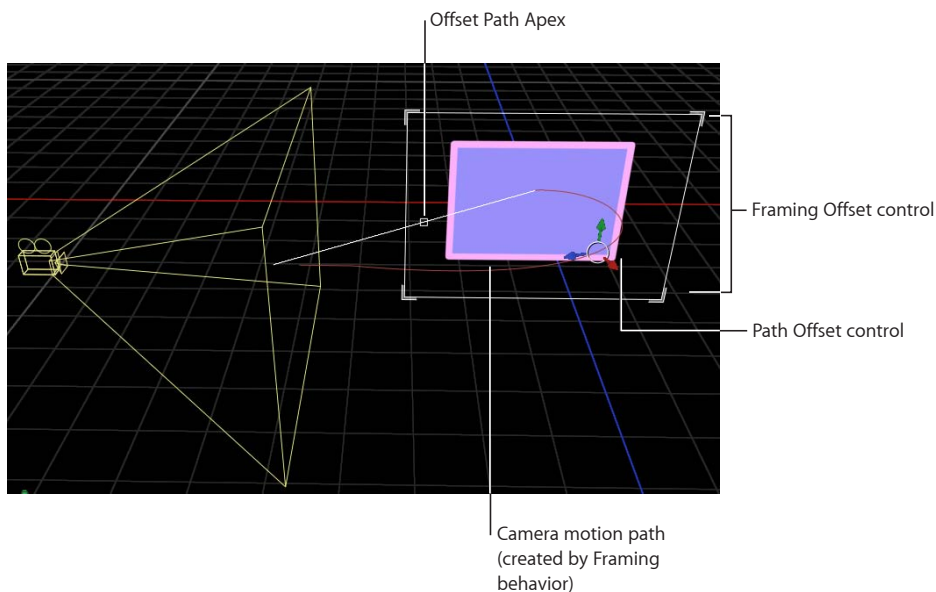 Offset Path Apex
Framing Offset control
Path Offset control
Camera motion path
(created by Framing
behavior)